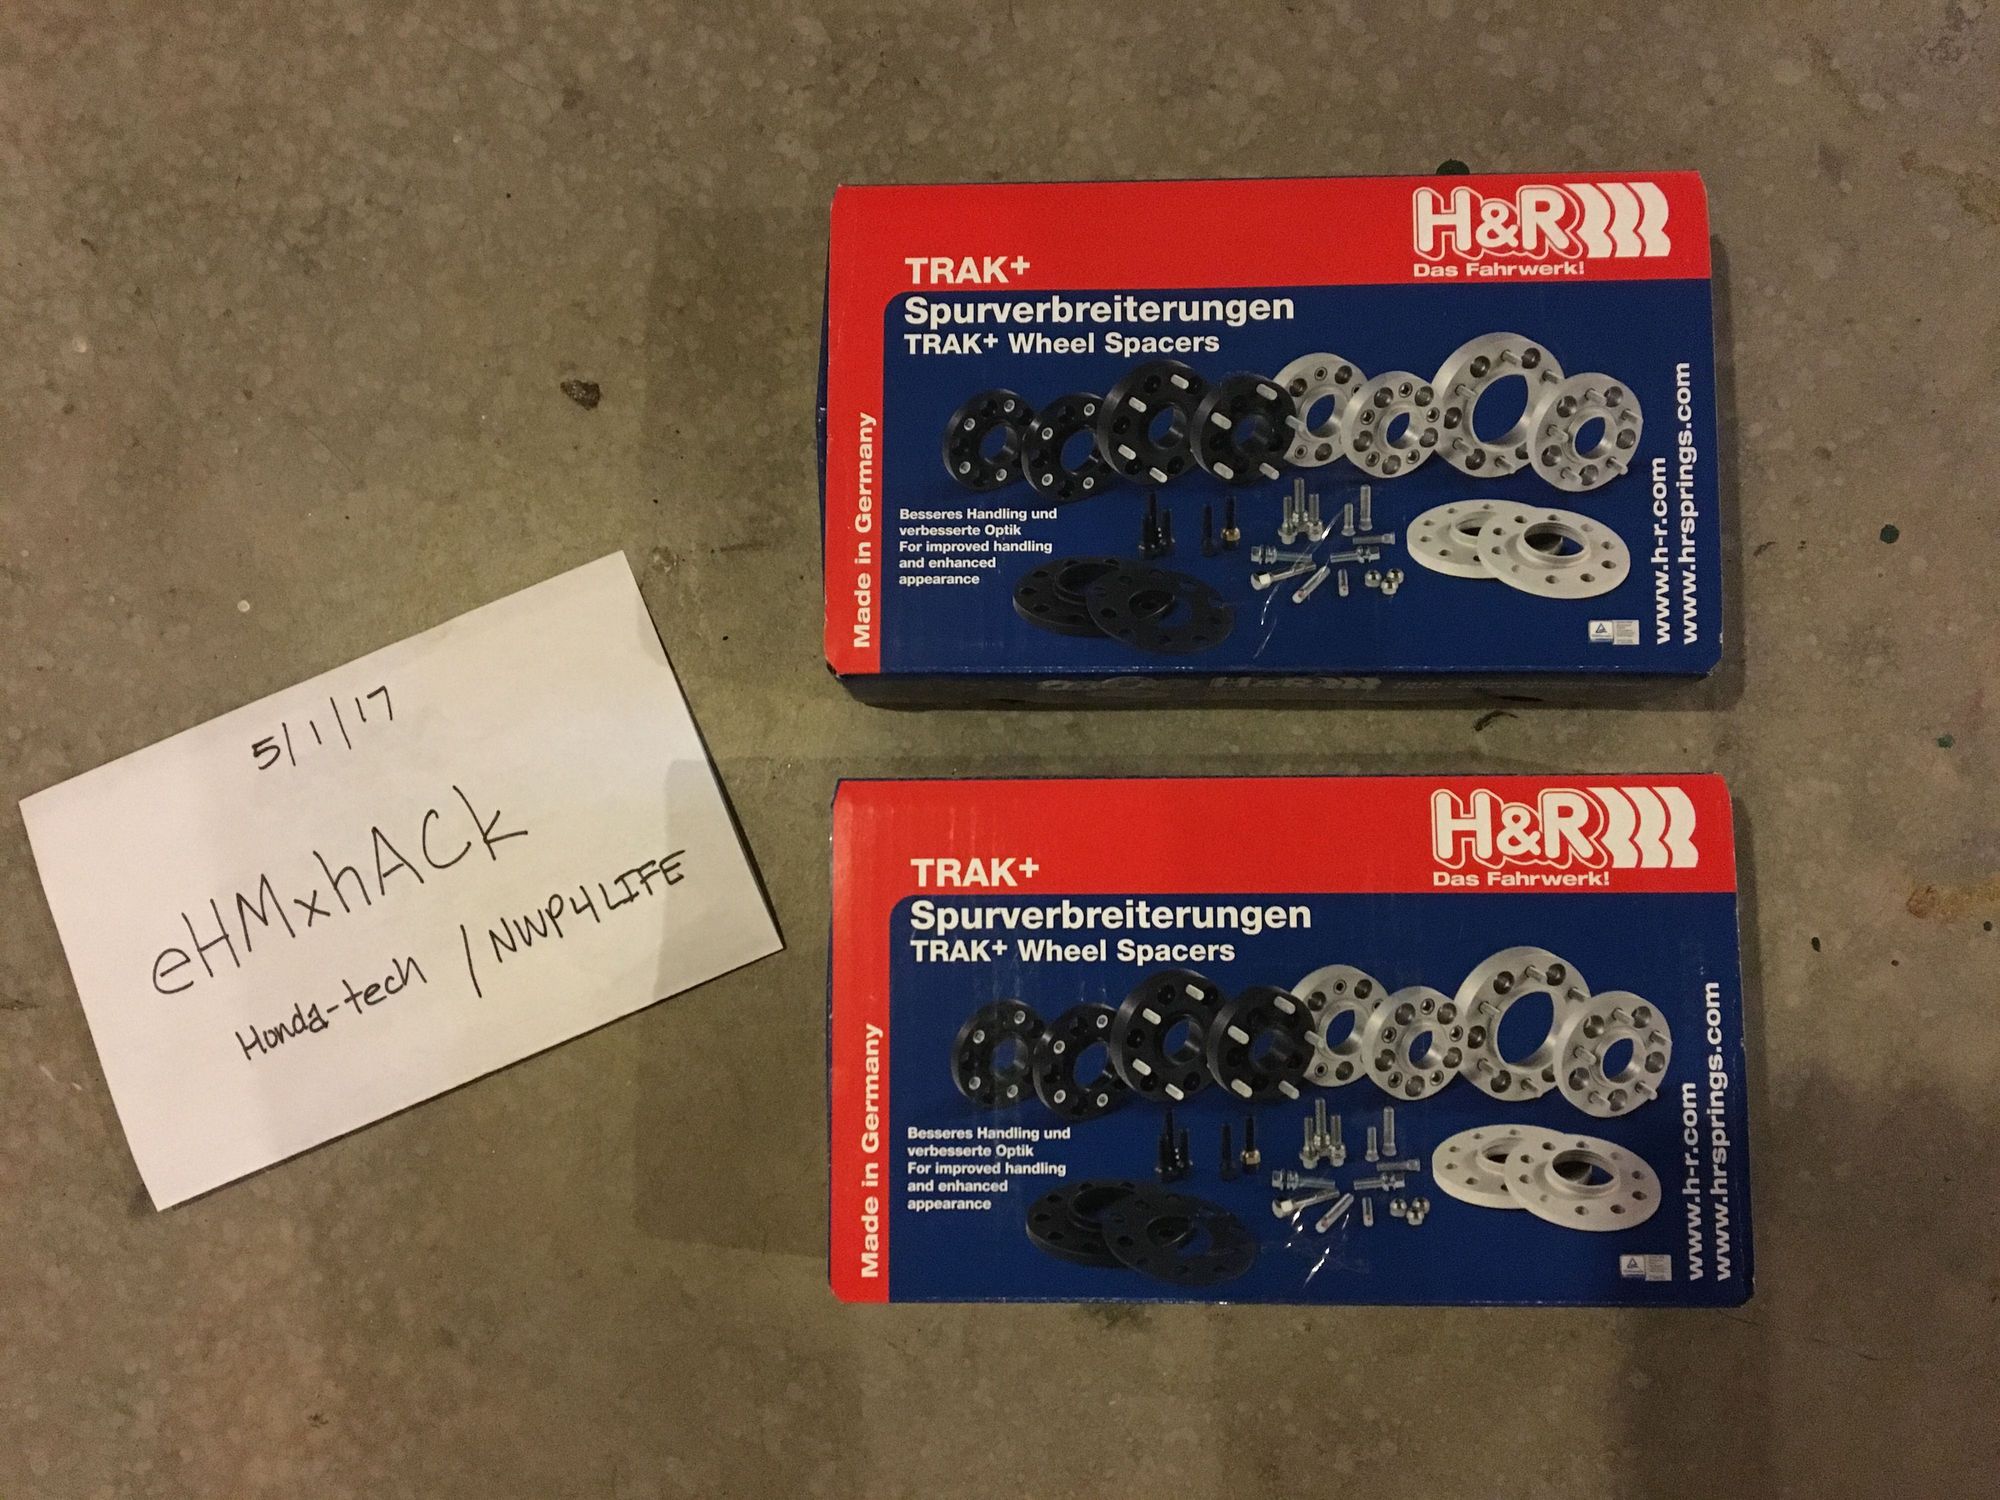 5/1/17
eHMxhACk
Honda-tech / NWP4LIFE
H&R
Das Fahrwerk!
TRAK+
Spurverbreiterungen
TRAK+ Wheel Spacers
Made in Germany
Besseres Handling und
verbesserte Optik
For improved handling
and enhanced
appearance
www.h-r.com
www.hrsprings.com
H&R
Das Fahrwerk!
TRAK+
Spurverbreiterungen
TRAK+ Wheel Spacers
Made in Germany
Besseres Handling und
verbesserte Optik
For improved handling
and enhanced
appearance
www.h-r.com
www.hrsprings.com